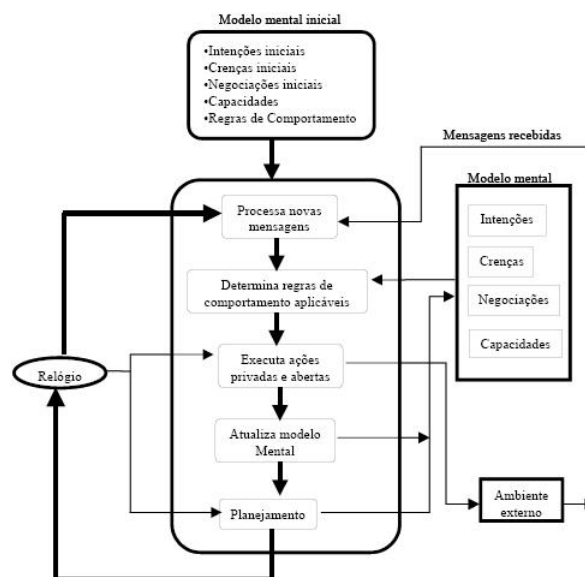 Modelo mental inicial
•Intenções iniciais
•Crenças iniciais
•Negociações iniciais
•Capacidades
•Regras de Comportamento
Mensagens recebidas
Processa novas
mensagens
Determina regras de
comportamento aplicáveis
Executa ações
privadas e abertas
Atualiza modelo
Mental
Planejamento
Relógio
Modelo mental
Intenções
Crenças
Negociações
Capacidades
Ambiente
externo